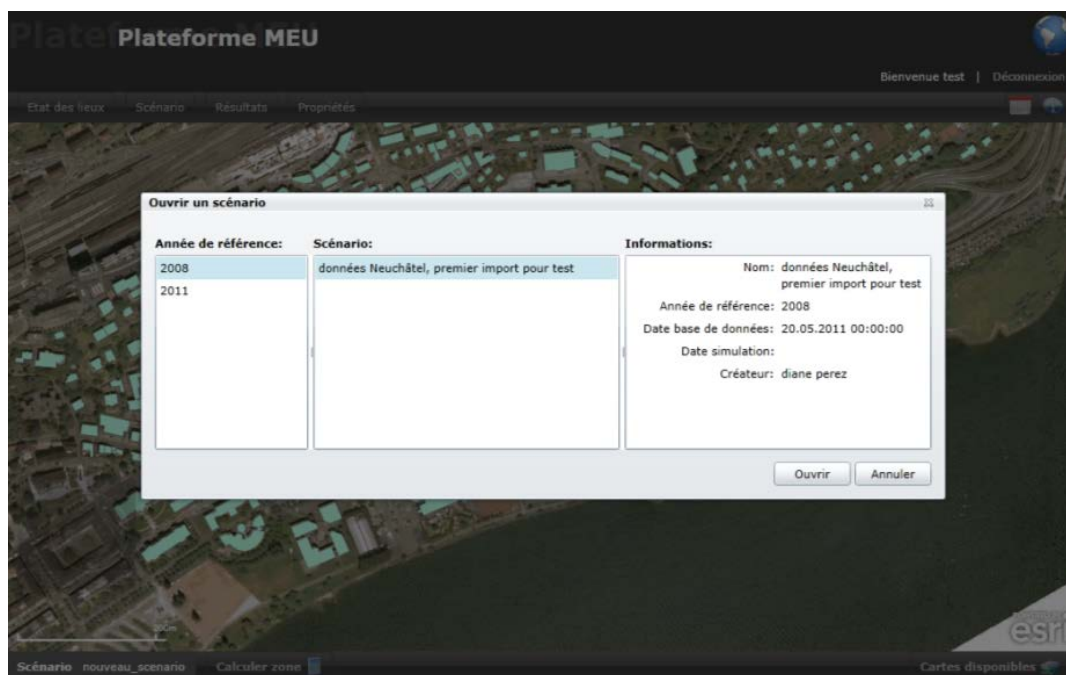 Plateforme MEU
Bienvenue test | Déconnexion
Etat des lieux Scénario Résultats Propriétés
Ouvrir un scénario
Année de référence: Scénario: Informations:
2008 données Neuchâtel, premier import pour test Nom: données Neuchâtel,
premier import pour test
2011
Année de référence: 2008
Date base de données: 20.05.2011 00:00:00
Date simulation:
Créateur: diane perez
Ouvrir Annuler
200m
esri
Scénario nouveau_scenario Calculer zone Cartes disponibles